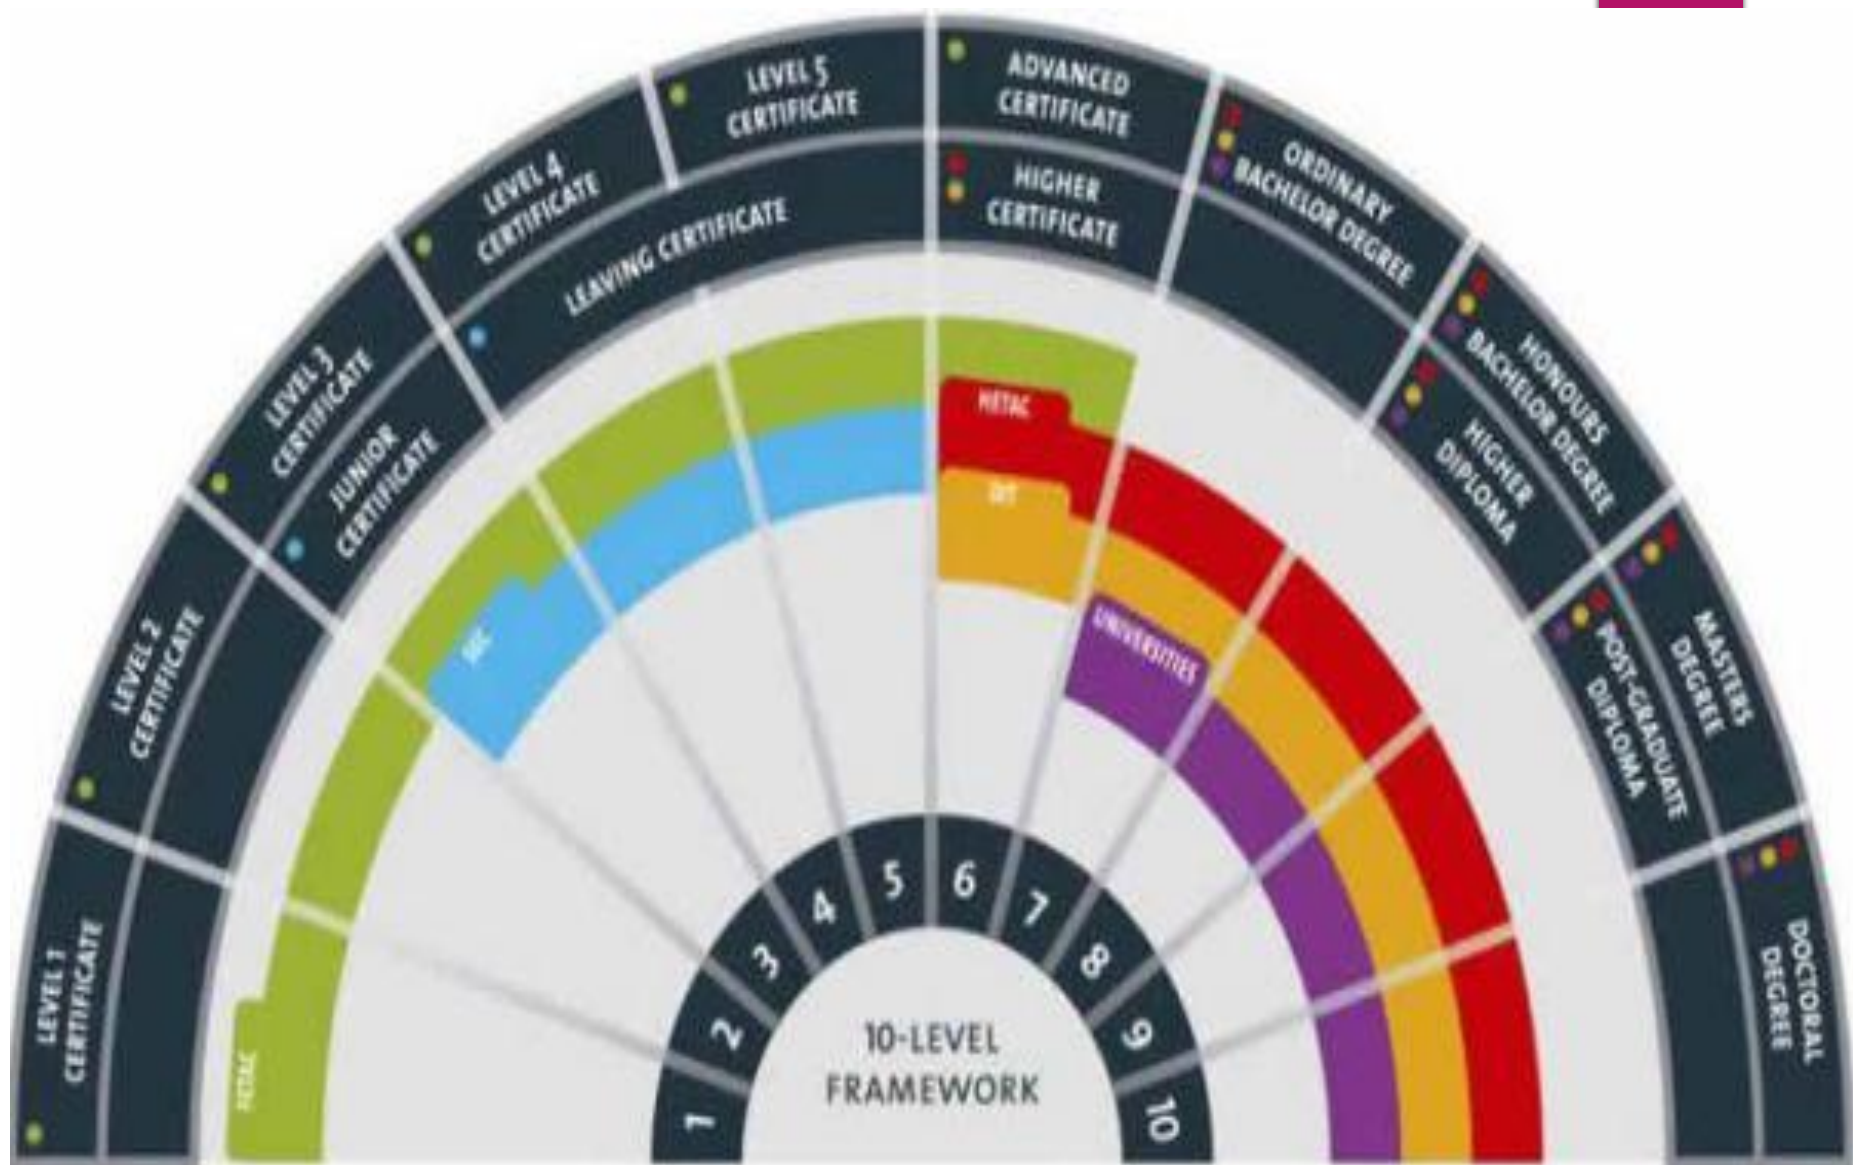 LEVEL 1
CERTIFICATE
LEVEL 2
CERTIFICATE
LEVEL 3
CERTIFICATE
JUNIOR
CERTIFICATE
LEVEL 4
CERTIFICATE
LEVEL 5
CERTIFICATE
LEAVING CERTIFICATE
ADVANCED
CERTIFICATE
HIGHER
CERTIFICATE
ORDINARY
BACHELOR DEGREE
HONOURS
BACHELOR DEGREE
HIGHER
DIPLOMA
MASTERS
DEGREE
POST-GRADUATE
DIPLOMA
DOCTORAL
DEGREE
FETAC
SEC
HETAC
DIT
UNIVERSITIES
1
2
3
4
5
6
7
8
9
10
10-LEVEL
FRAMEWORK